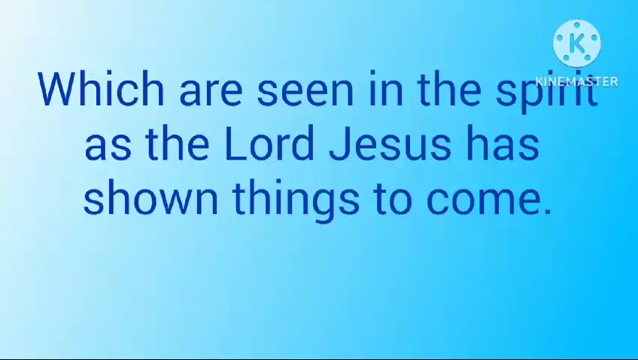 Which are seen in the spirit
as the Lord Jesus has
shown things to come.
K
KINEMASTER